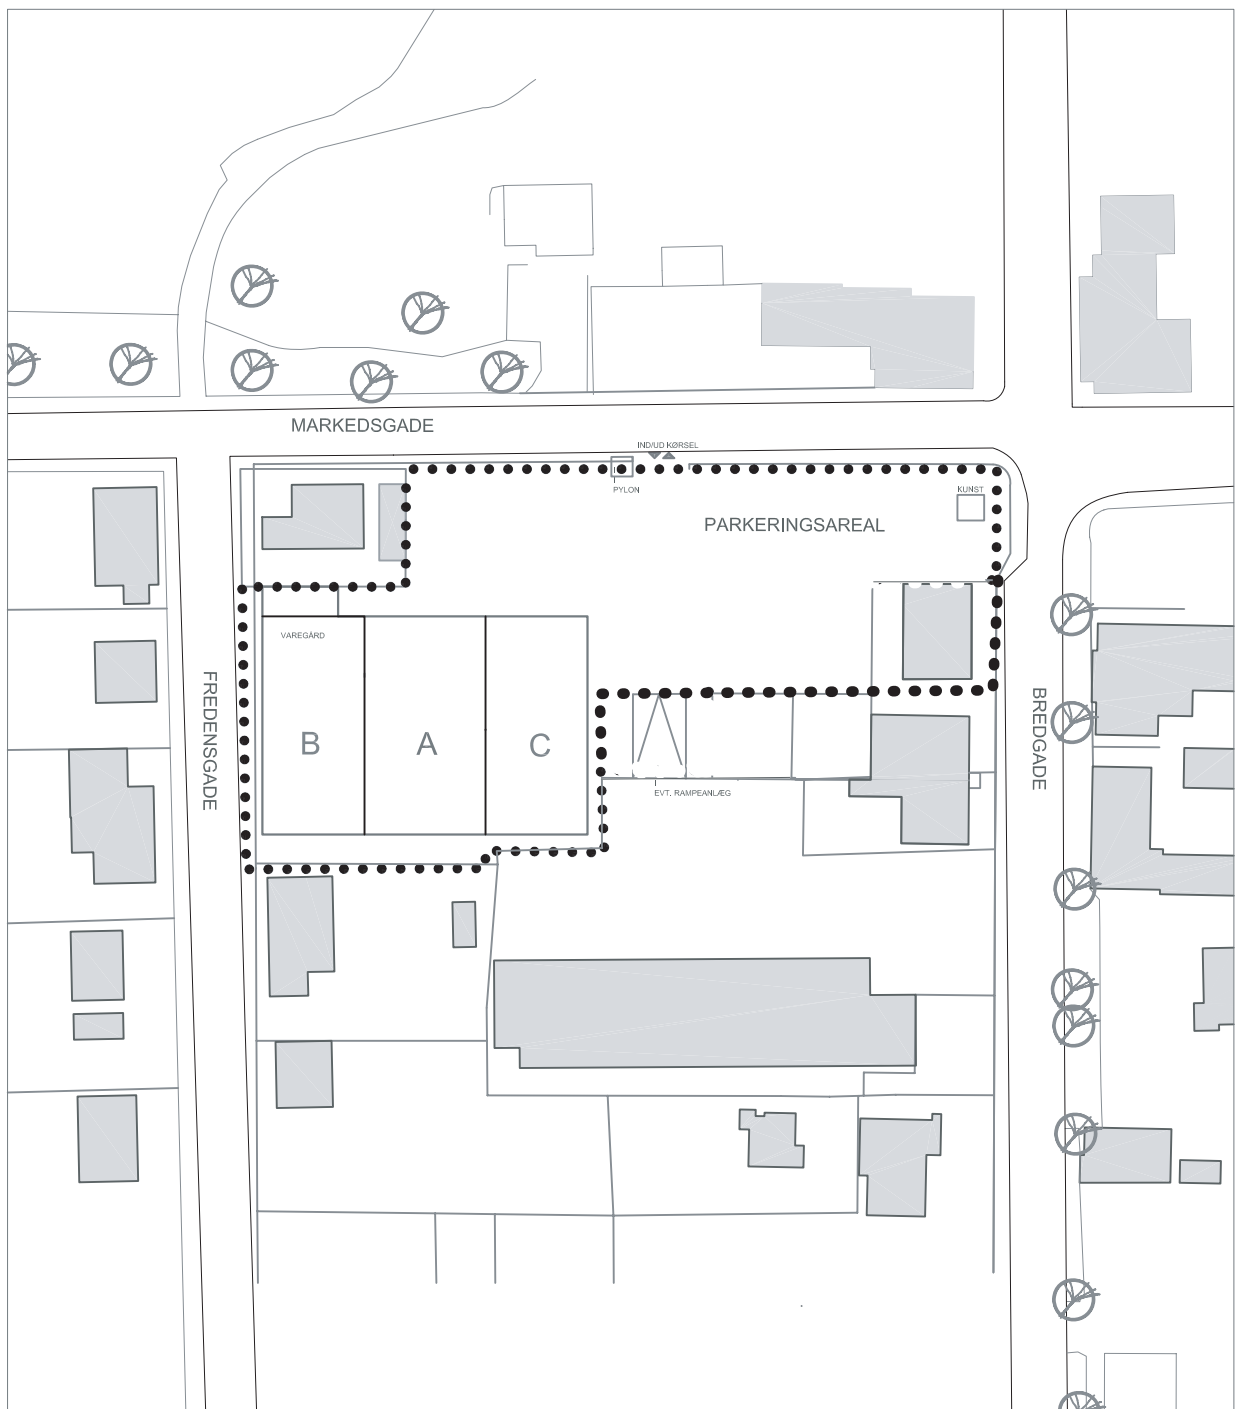 MARKEDSGADE
IND/UD KØRSEL
PYLON
KUNST
PARKERINGSAREAL
VAREGÅRD
FREDENSGADE
BREDGADE
B
A
C
EVT. RAMPEANLÆG